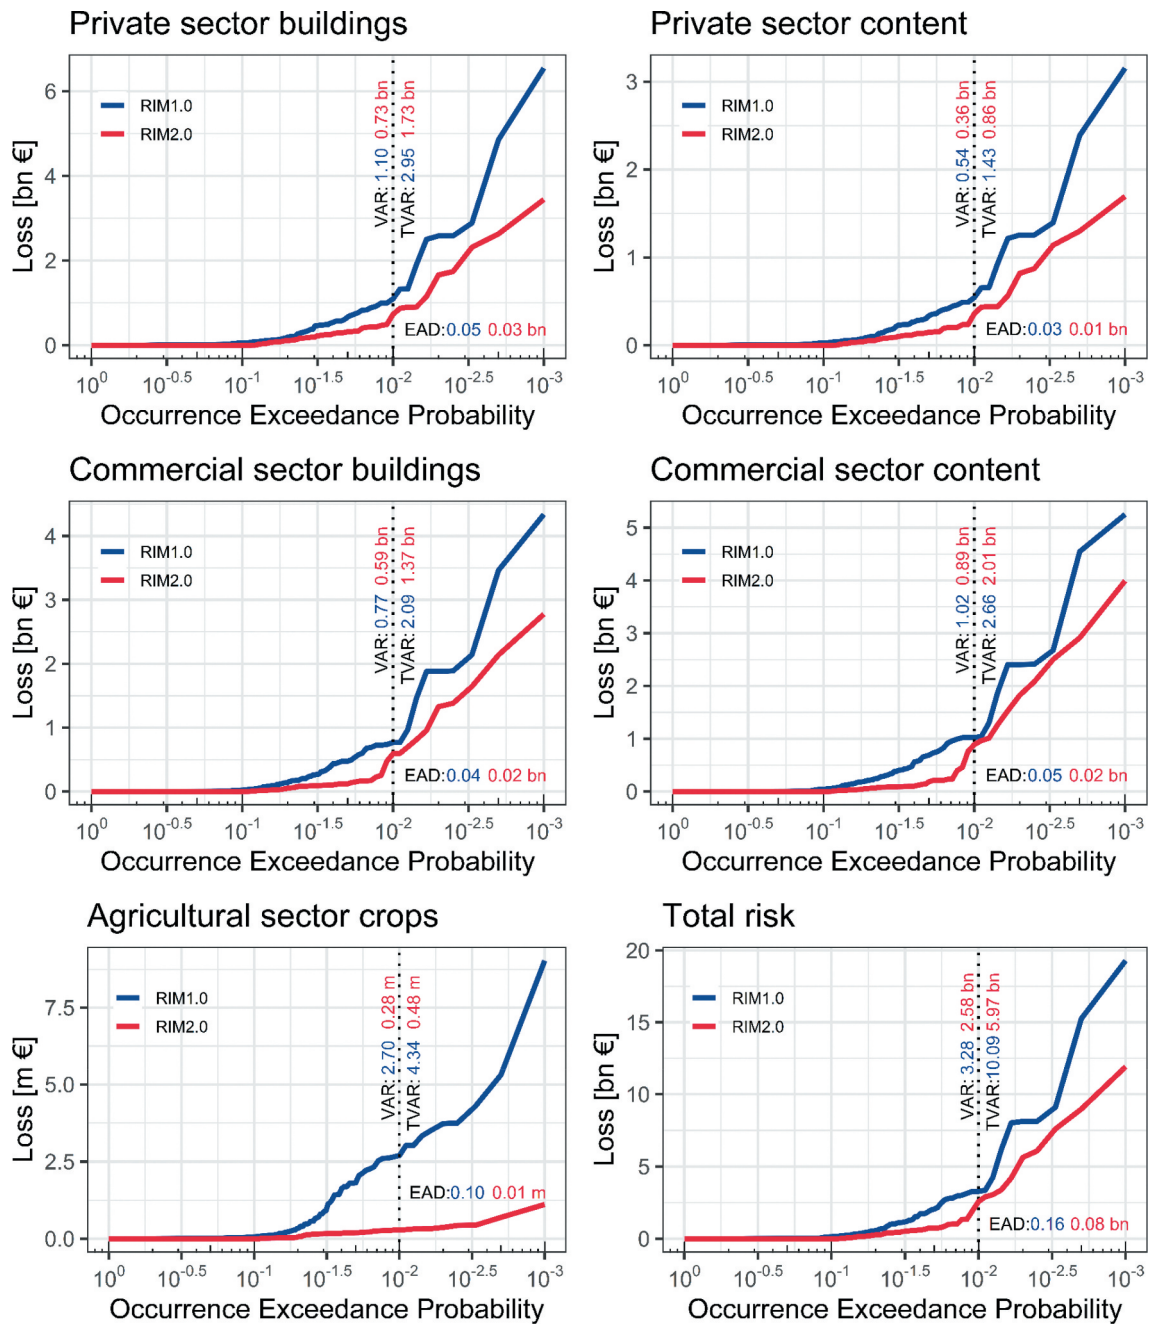 Private sector buildings
Loss [bn €]
6
4
2
0
RIM1.0
RIM2.0
VAR: 1.10 0.73 bn
TVAR: 2.95 1.73 bn
EAD:0.05 0.03 bn
10^0 10^-0.5 10^-1 10^-1.5 10^-2 10^-2.5 10^-3
Occurrence Exceedance Probability
Private sector content
3
2
1
0
RIM1.0
RIM2.0
VAR: 0.54 0.36 bn
TVAR: 1.43 0.86 bn
EAD:0.03 0.01 bn
10^0 10^-0.5 10^-1 10^-1.5 10^-2 10^-2.5 10^-3
Loss [bn €]
Occurrence Exceedance Probability
Commercial sector buildings
Loss [bn €]
4
3
2
1
0
RIM1.0
RIM2.0
VAR: 0.77 0.59 bn
TVAR: 2.09 1.37 bn
EAD:0.04 0.02 bn
10^0 10^-0.5 10^-1 10^-1.5 10^-2 10^-2.5 10^-3
Occurrence Exceedance Probability
Commercial sector content
Loss [bn €]
5
4
3
2
1
0
RIM1.0
RIM2.0
VAR: 1.02 0.89 bn
TVAR: 2.66 2.01 bn
EAD:0.05 0.02 bn
10^0 10^-0.5 10^-1 10^-1.5 10^-2 10^-2.5 10^-3
Occurrence Exceedance Probability
Agricultural sector crops
Loss [m €]
7.5
5.0
2.5
0.0
RIM1.0
RIM2.0
VAR: 2.70 0.28 m
TVAR: 4.34 0.48 m
EAD:0.10 0.01 m
10^0 10^-0.5 10^-1 10^-1.5 10^-2 10^-2.5 10^-3
Occurrence Exceedance Probability
Total risk
Loss [bn €]
20
15
10
5
0
RIM1.0
RIM2.0
VAR: 3.28 2.58 bn
TVAR:10.09 5.97 bn
EAD:0.16 0.08 bn
10^0 10^-0.5 10^-1 10^-1.5 10^-2 10^-2.5 10^-3
Occurrence Exceedance Probability